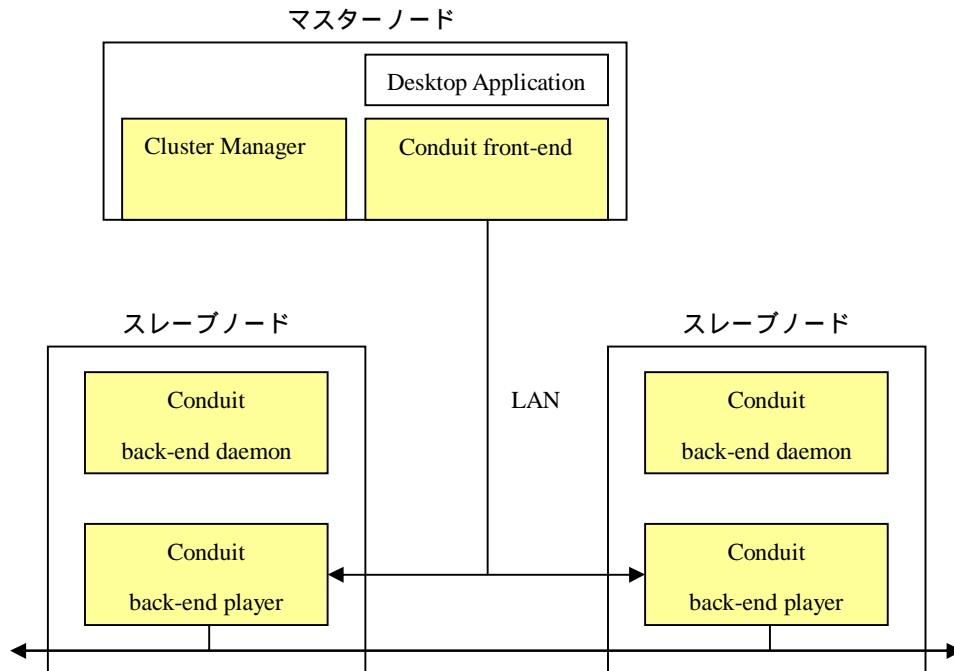 マスターノード
Desktop Application
Cluster Manager
Conduit front-end
スレーブノード
スレーブノード
LAN
Conduit
back-end daemon
Conduit
back-end daemon
Conduit
back-end player
Conduit
back-end player